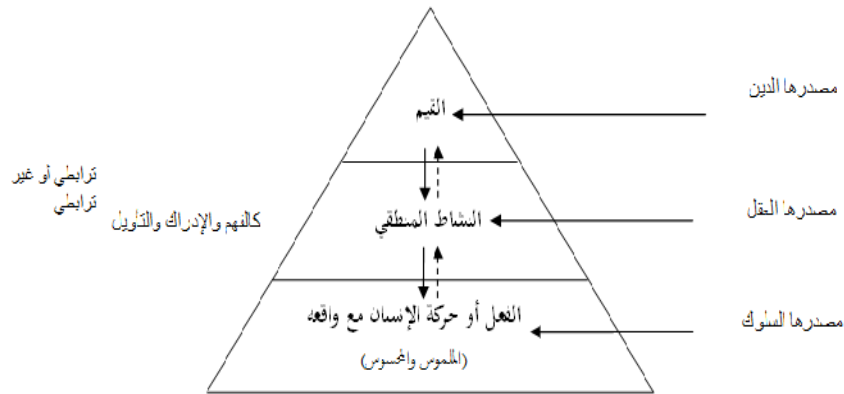 مصدرها الدين
القيم
ترابطي أو غير
ترابطي
مصدرها العقل
النشاط المنطقي
كالفهم والإدراك والتأويل
مصدرها السلوك
الفعل أو حركة الإنسان مع واقعه
(الملموس والمحسوس)